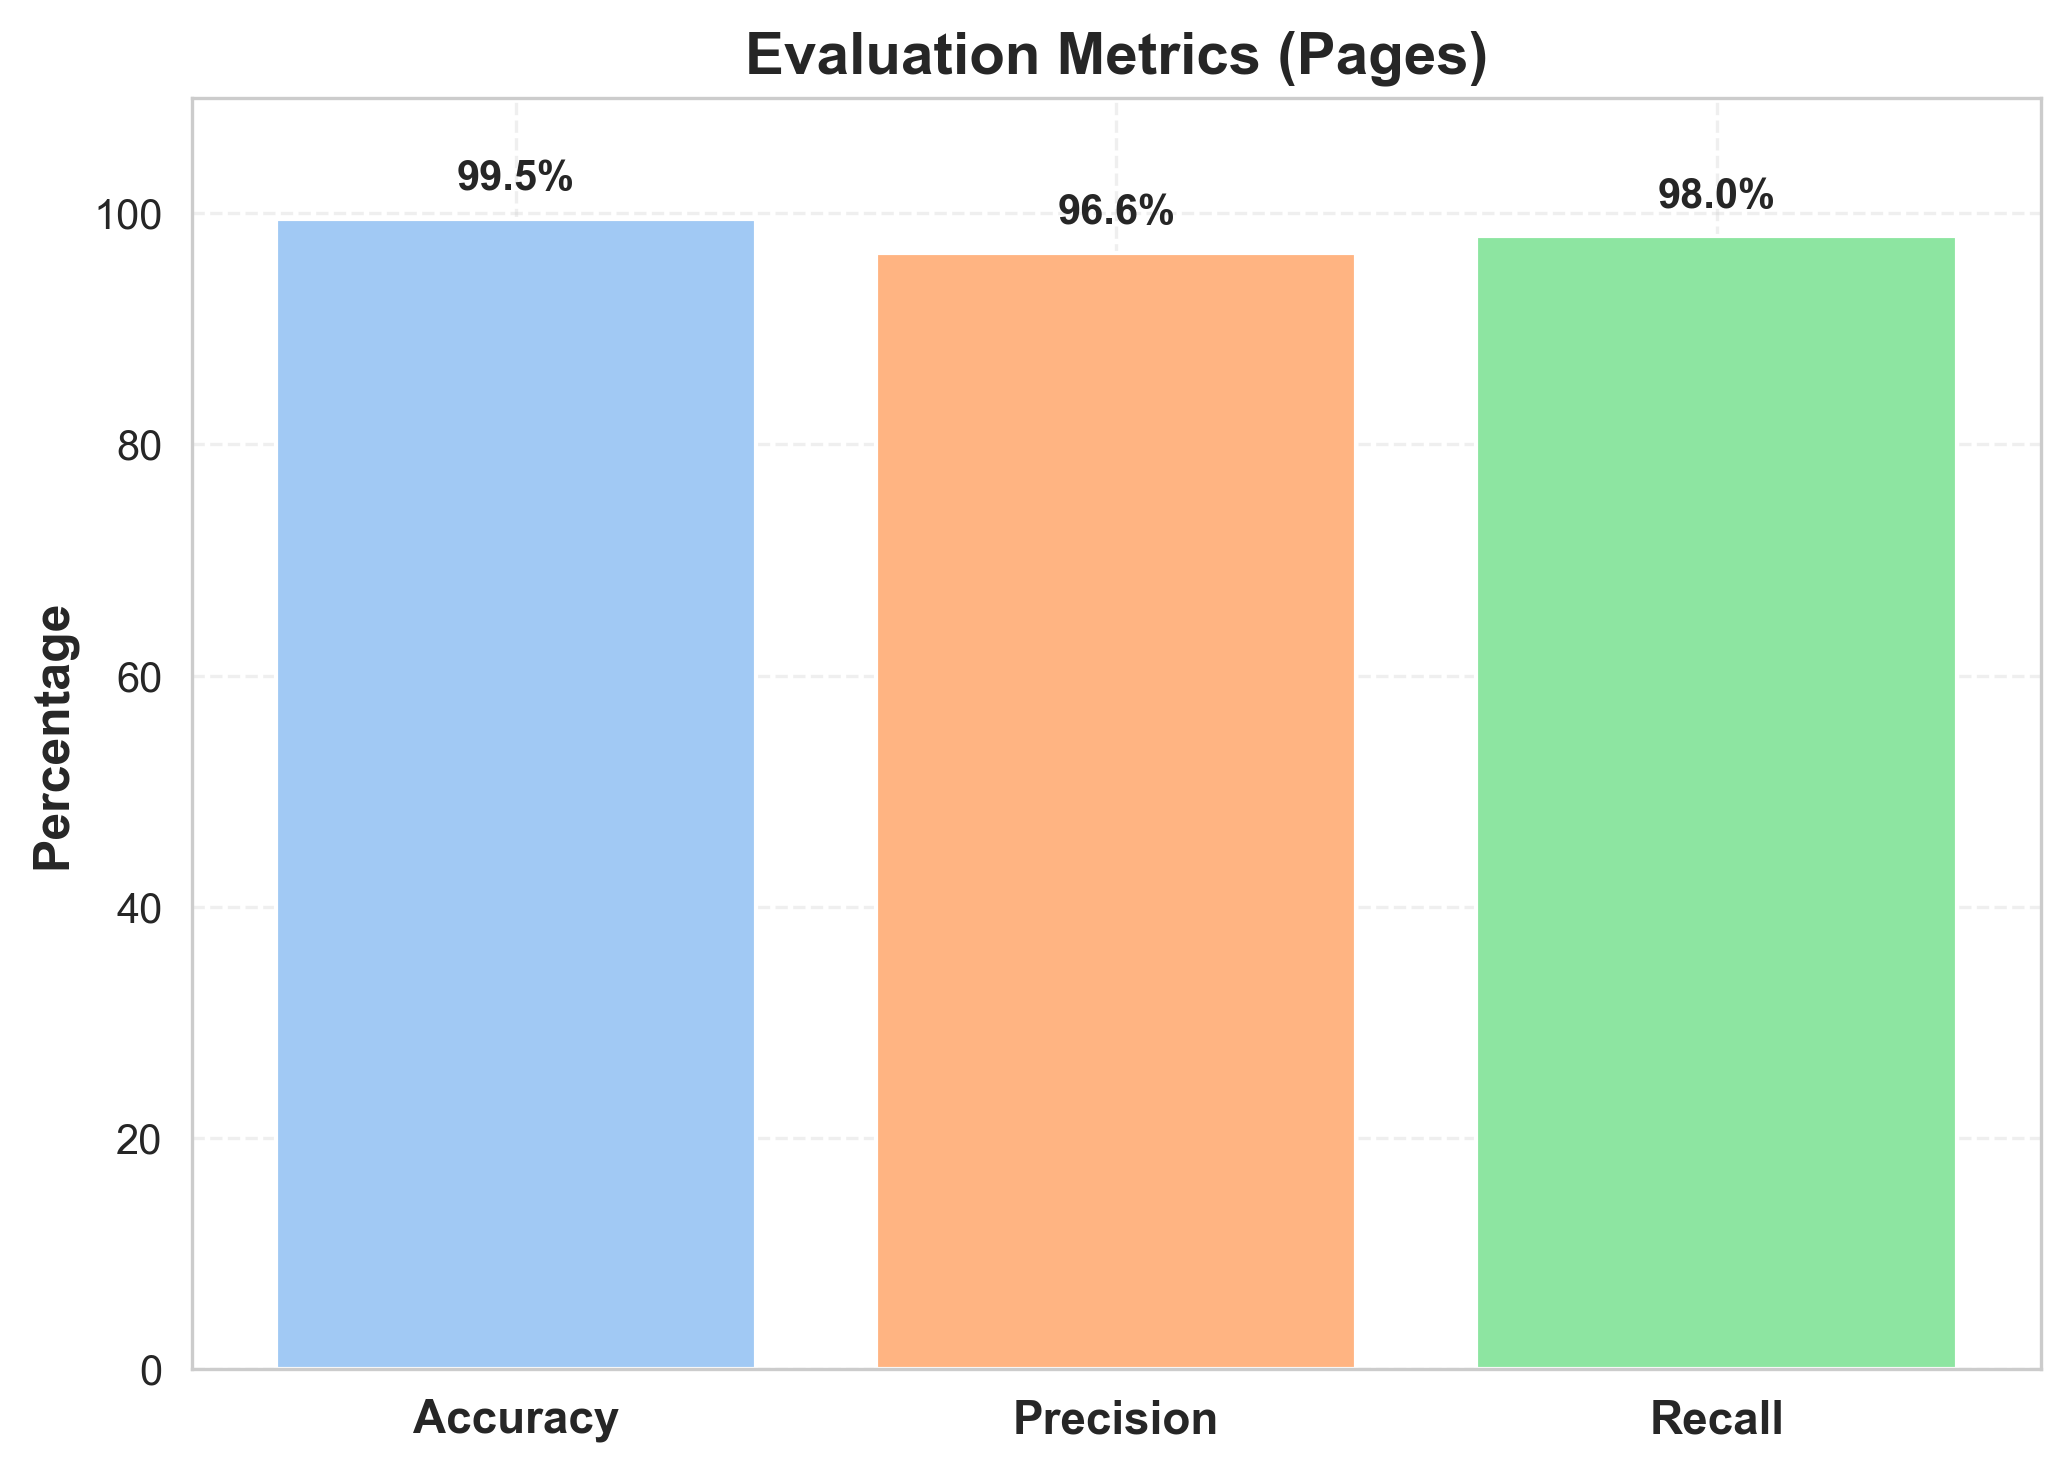 Evaluation Metrics (Pages)
99.5%
96.6%
98.0%
100
80
60
40
20
0
Percentage
Accuracy
Precision
Recall